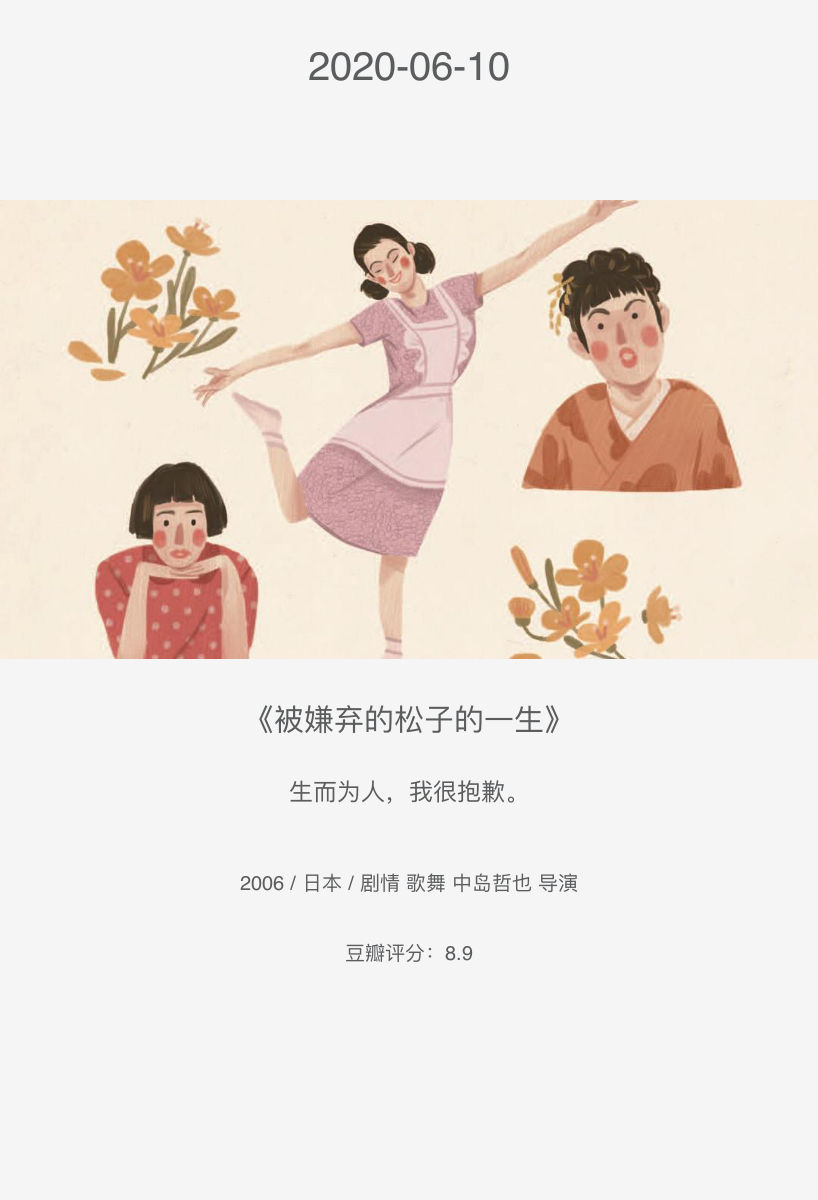 2020-06-10
《被嫌弃的松子的一生》
生而为人，我很抱歉。
2006 / 日本 / 剧情 歌舞 中岛哲也 导演
豆瓣评分：8.9